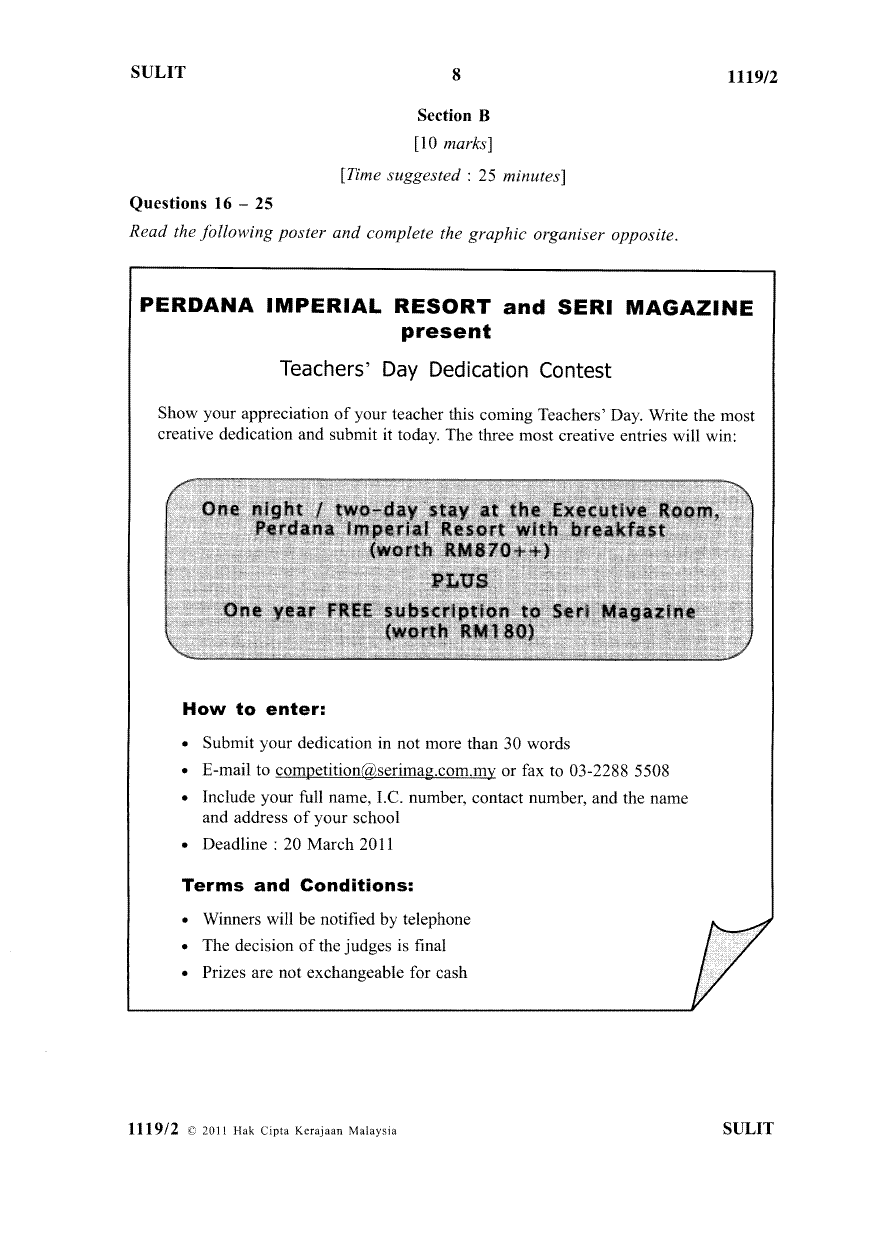 SULIT 8 1119/2
Section B
[10 marks]
[Time suggested : 25 minutes]
Questions 16 – 25
Read the following poster and complete the graphic organiser opposite.
PERDANA IMPERIAL RESORT and SERI MAGAZINE
present
Teachers' Day Dedication Contest
Show your appreciation of your teacher this coming Teachers' Day. Write the most
creative dedication and submit it today. The three most creative entries will win:
One night / two-day stay at the Executive Room,
Perdana Imperial Resort with breakfast
(worth RM870++)
PLUS
One year FREE subscription to Seri Magazine
(worth RM180)
How to enter:
• Submit your dedication in not more than 30 words
• E-mail to competition@serimag.com.my or fax to 03-2288 5508
• Include your full name, I.C. number, contact number, and the name
and address of your school
• Deadline : 20 March 2011
Terms and Conditions:
• Winners will be notified by telephone
• The decision of the judges is final
• Prizes are not exchangeable for cash
1119/2 © 2011 Hak Cipta Kerajaan Malaysia SULIT